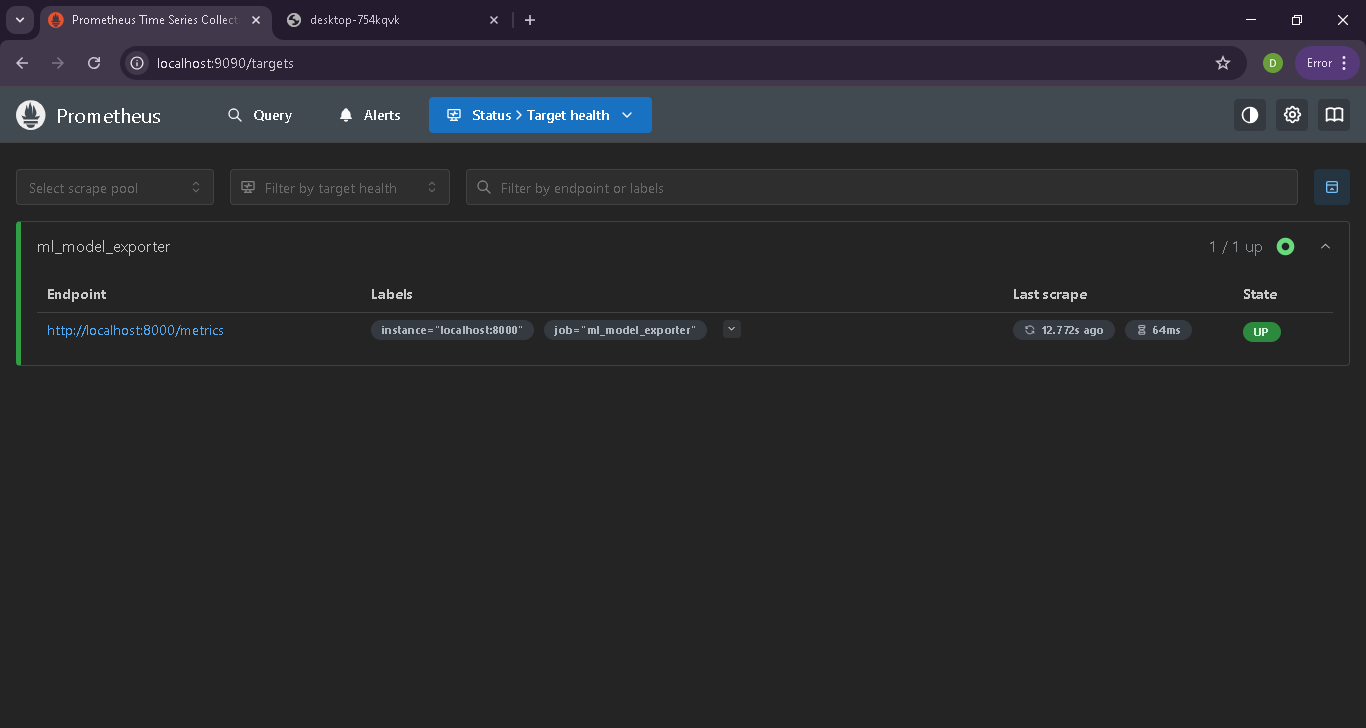 Prometheus Time Series Collect
desktop-754kqvk
localhost:9090/targets
D
Error
Prometheus
Query
Alerts
Status > Target health
Select scrape pool
Filter by target health
Filter by endpoint or labels
ml_model_exporter
1 / 1 up
Endpoint Labels Last scrape State
http://localhost:8000/metrics instance="localhost:8000" job="ml_model_exporter" 12.772s ago 64ms UP